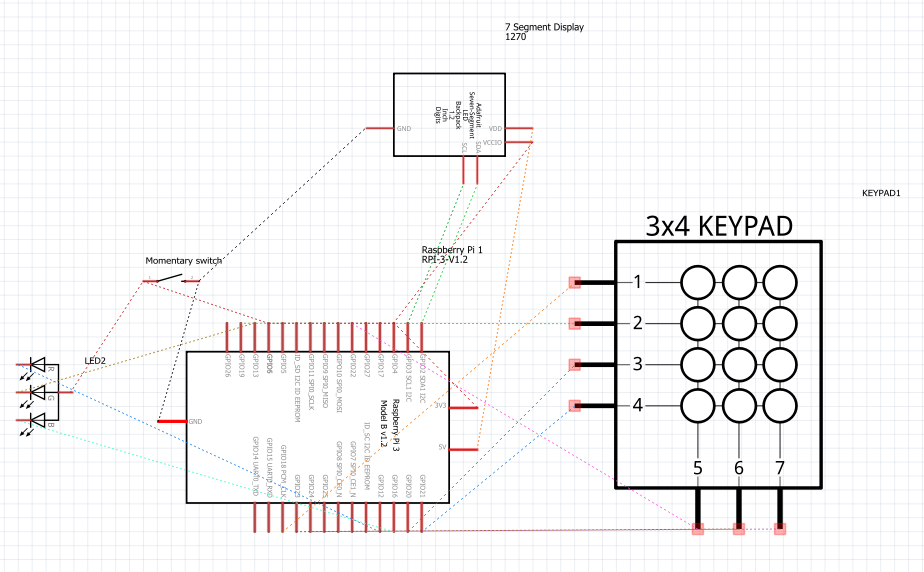 7 Segment Display
1270
Adafruit
Seven-Segment
LED
Backpack
1.2
Inch
Digits
GND
VDD
VCCIO
SCL
SDA
KEYPAD1
3x4 KEYPAD
1
2
3
4
5
6
7
Raspberry Pi 1
RPI-3-V1.2
Momentary switch
LED2
R
G
B
GPIO26
GPIO19
GPIO13
GPIO6
GPIO5
ID_SD I2C ID EEPROM
GPIO11 SPI0_SCLK
GPIO9 SPI0_MISO
GPIO10 SPI0_MOSI
GPIO22
GPIO27
GPIO17
GPIO4
GPIO3 SCL1 I2C
GPIO2 SDA1 I2C
3V3
5V
GND
Raspberry Pi 3
Model B v1.2
GPIO14 UART0_TXD
GPIO15 UART0_RXD
GPIO18 PCM_CLK
GPIO23
GPIO24
GPIO25
GPIO8 SPI0_CE0_N
GPIO7 SPI0_CE1_N
ID_SC I2C ID EEPROM
GPIO12
GPIO16
GPIO20
GPIO21